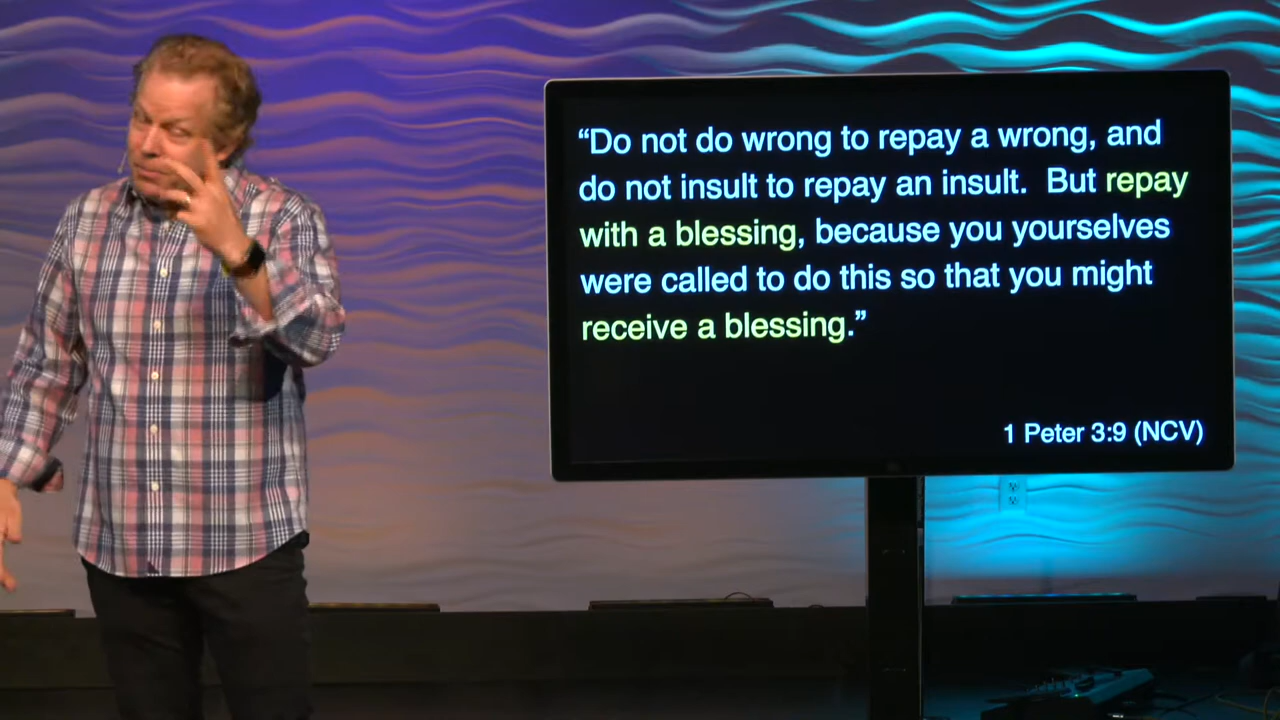 “Do not do wrong to repay a wrong, and
do not insult to repay an insult.  But repay
with a blessing, because you yourselves
were called to do this so that you might
receive a blessing.”
1 Peter 3:9 (NCV)